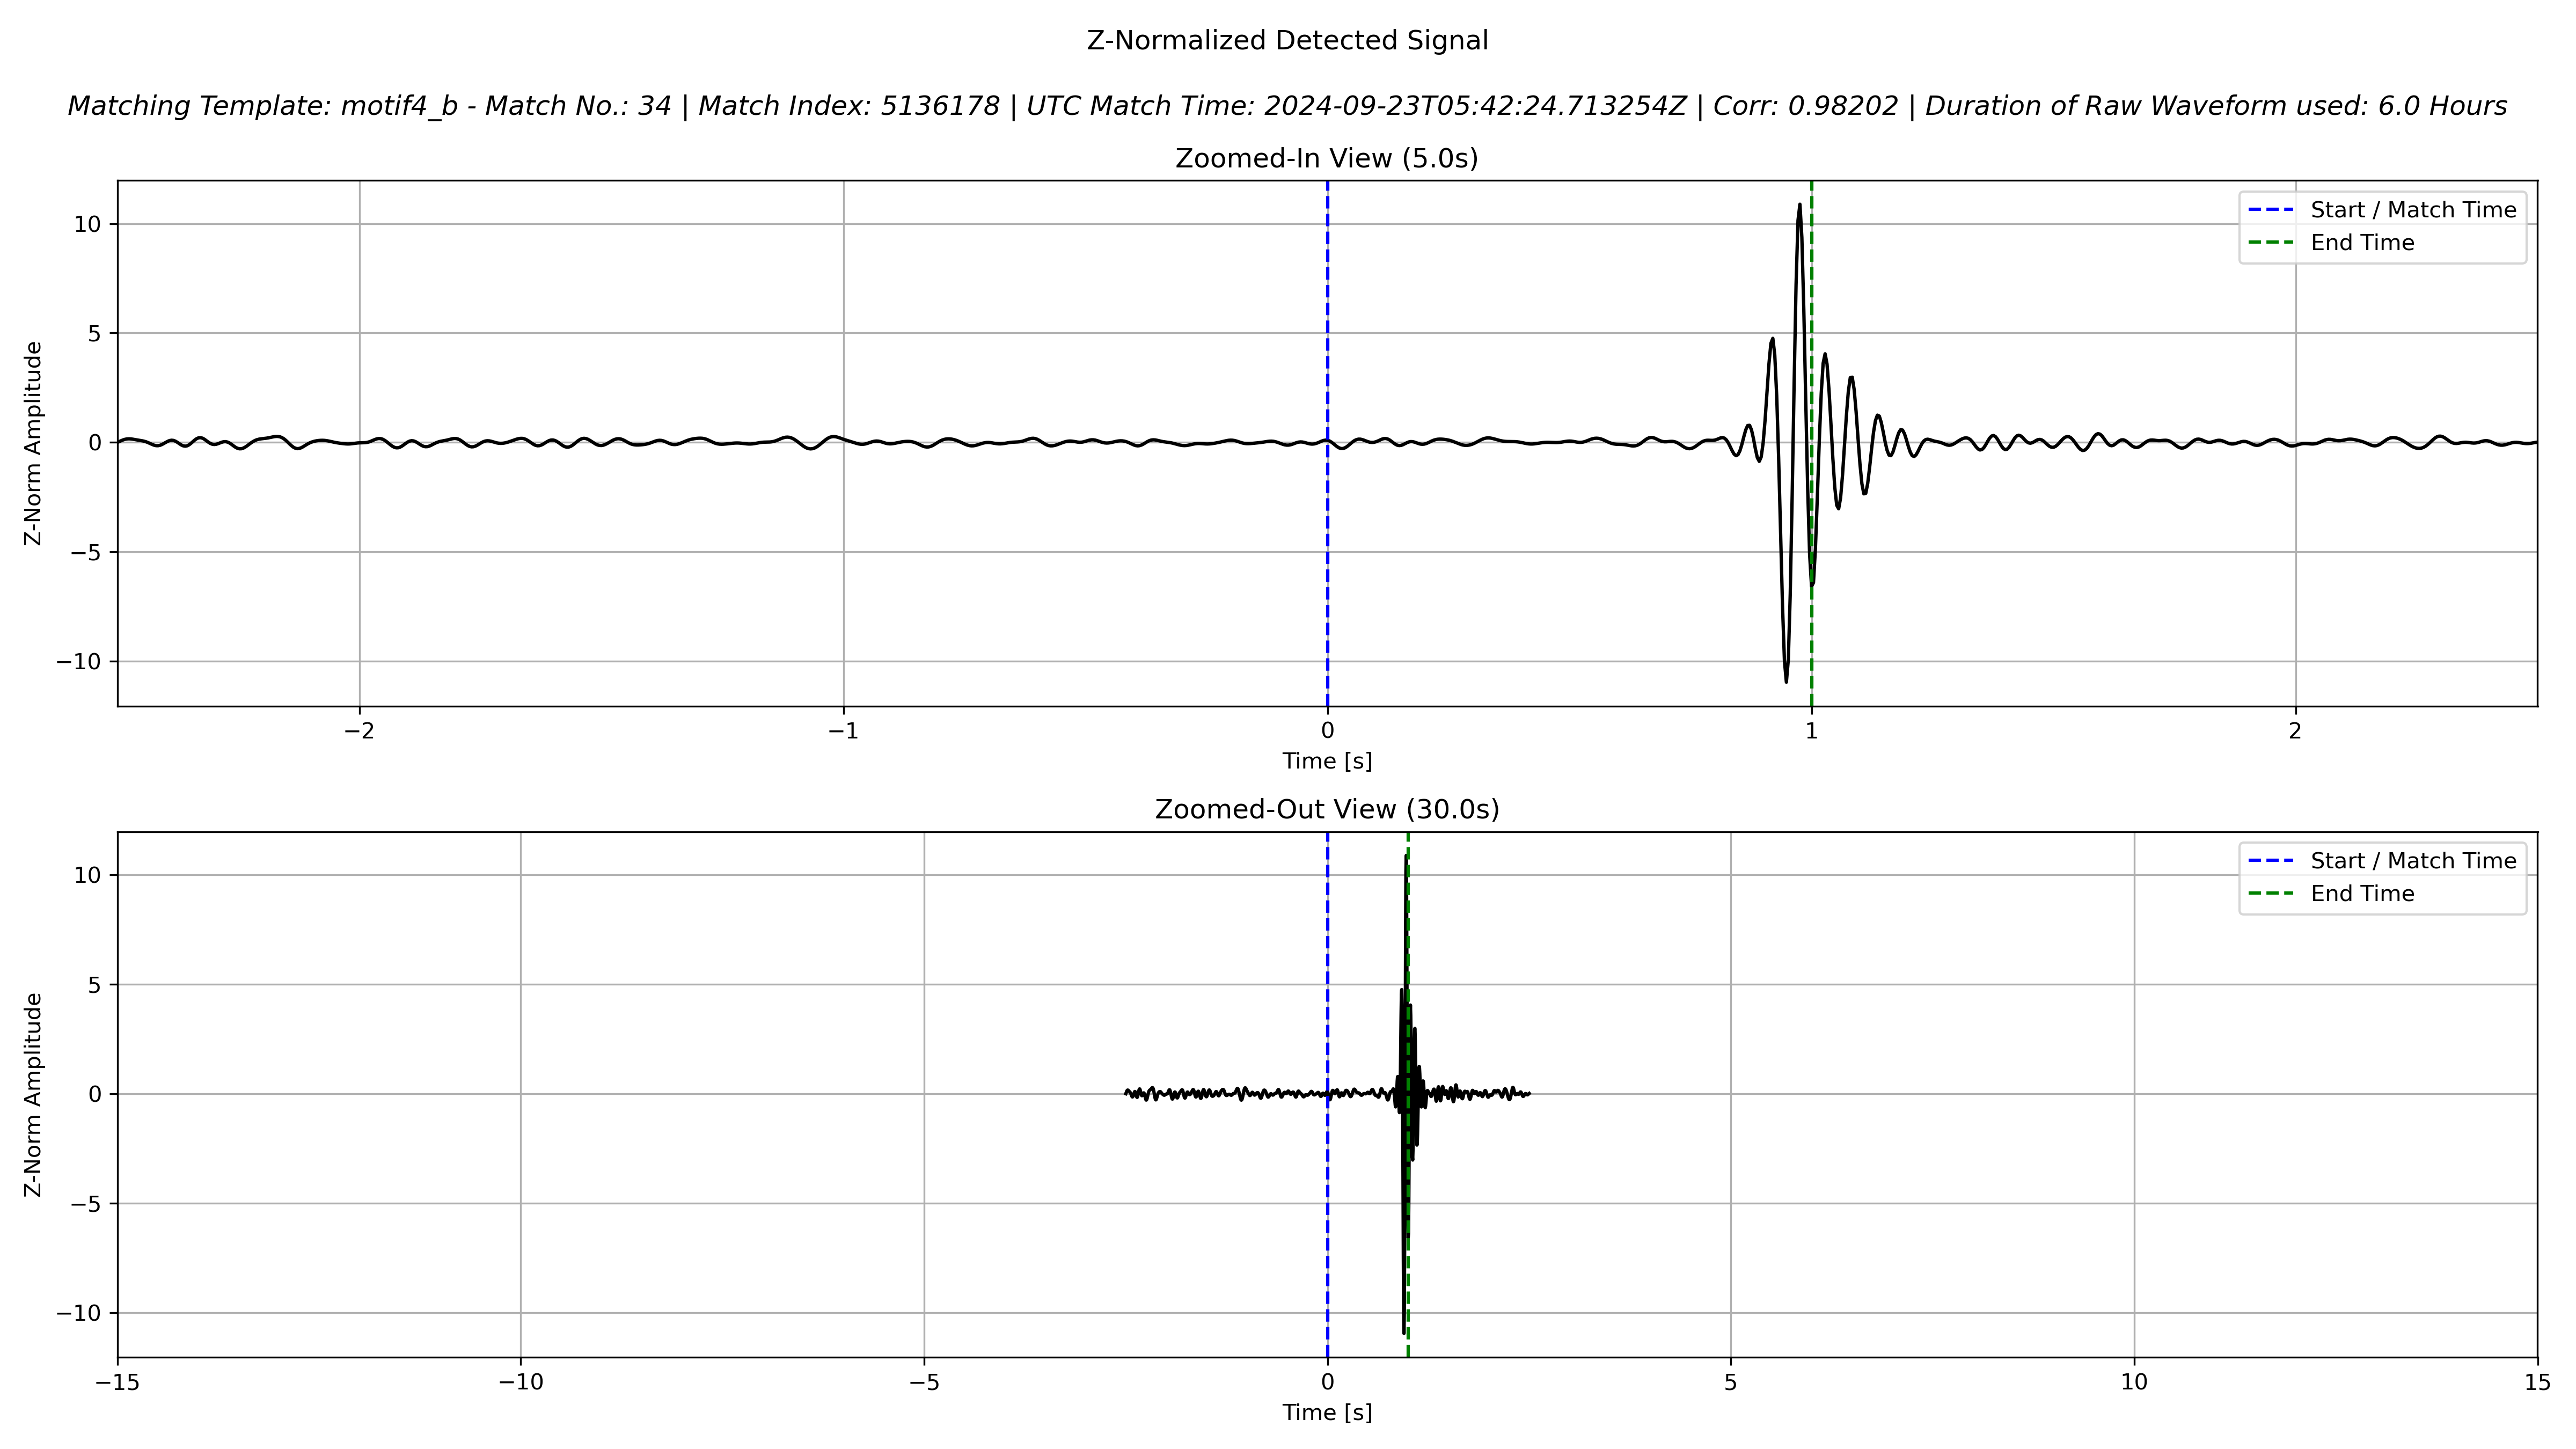 Z-Normalized Detected Signal
Matching Template: motif4_b - Match No.: 34 | Match Index: 5136178 | UTC Match Time: 2024-09-23T05:42:24.713254Z | Corr: 0.98202 | Duration of Raw Waveform used: 6.0 Hours
Zoomed-In View (5.0s)
Start / Match Time
End Time
Z-Norm Amplitude
10
5
0
−5
−10
−2
−1
0
1
2
Time [s]
Zoomed-Out View (30.0s)
Start / Match Time
End Time
Z-Norm Amplitude
10
5
0
−5
−10
−15
−10
−5
0
5
10
15
Time [s]